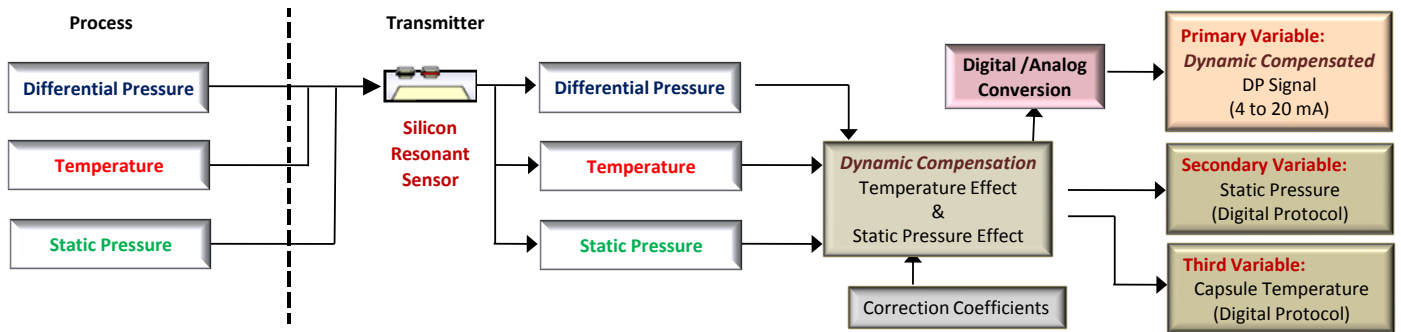 Process
Transmitter
Differential Pressure
Temperature
Static Pressure
Silicon
Resonant
Sensor
Differential Pressure
Temperature
Static Pressure
Dynamic Compensation
Temperature Effect
&
Static Pressure Effect
Correction Coefficients
Digital /Analog
Conversion
Primary Variable:
Dynamic Compensated
DP Signal
(4 to 20 mA)
Secondary Variable:
Static Pressure
(Digital Protocol)
Third Variable:
Capsule Temperature
(Digital Protocol)